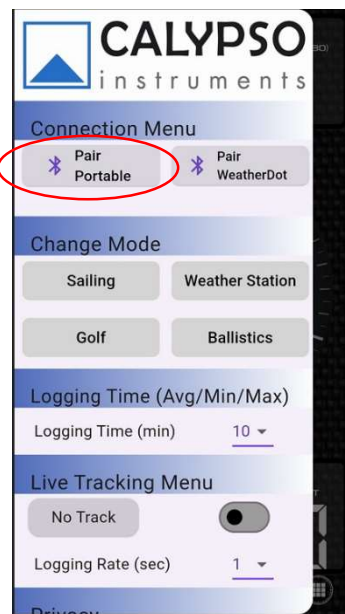 CALYPSO
instruments
Connection Menu
Pair
Portable
Pair
WeatherDot
Change Mode
Sailing
Weather Station
Golf
Ballistics
Logging Time (Avg/Min/Max)
Logging Time (min)
10
Live Tracking Menu
No Track
Logging Rate (sec)
1
Privacy